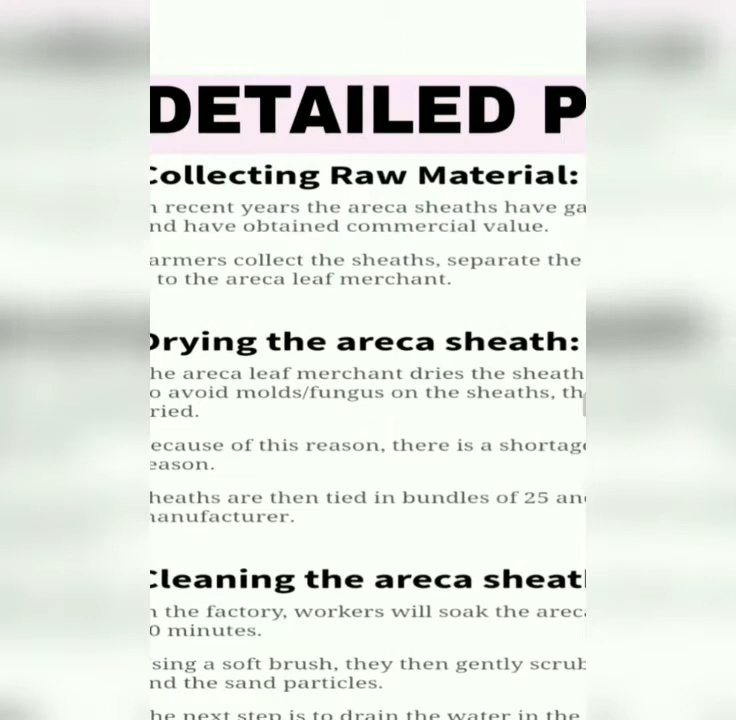 DETAILED P
Collecting Raw Material:
n recent years the areca sheaths have ga
nd have obtained commercial value.
armers collect the sheaths, separate the
to the areca leaf merchant.
Drying the areca sheath:
he areca leaf merchant dries the sheath
o avoid molds/fungus on the sheaths, th
ried.
ecause of this reason, there is a shortage
eason.
heaths are then tied in bundles of 25 an
anufacturer.
Cleaning the areca sheat
n the factory, workers will soak the arec
0 minutes.
sing a soft brush, they then gently scrub
nd the sand particles.
he next step is to drain the water in the